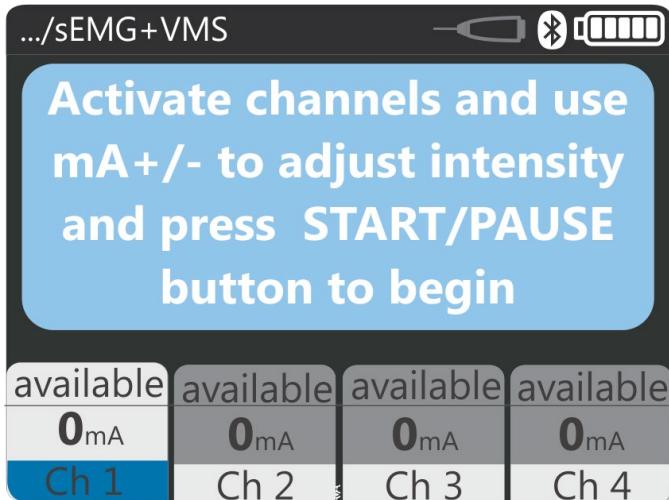 .../sEMG+VMS
Activate channels and use
mA+/- to adjust intensity
and press START/PAUSE
button to begin
available available available available
0mA 0mA 0mA 0mA
Ch 1 Ch 2 Ch 3 Ch 4